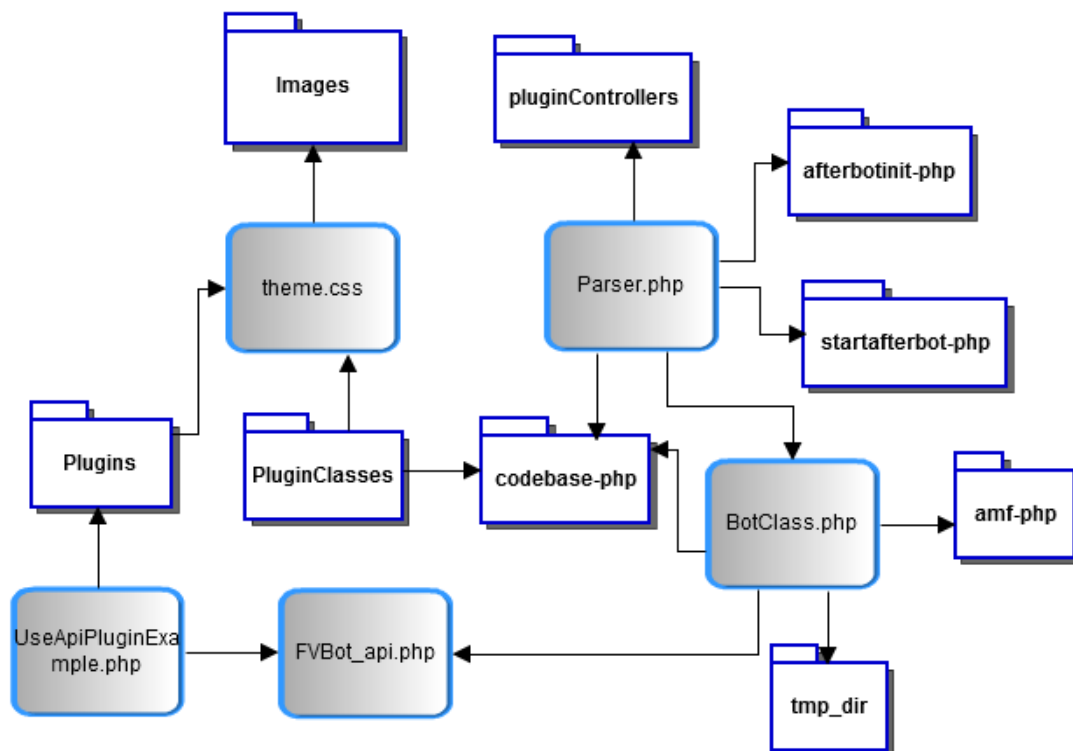 Images
pluginControllers
afterbotinit-php
theme.css
Parser.php
startafterbot-php
Plugins
PluginClasses
codebase-php
BotClass.php
amf-php
UseApiPluginExa
mple.php
FVBot_api.php
tmp_dir